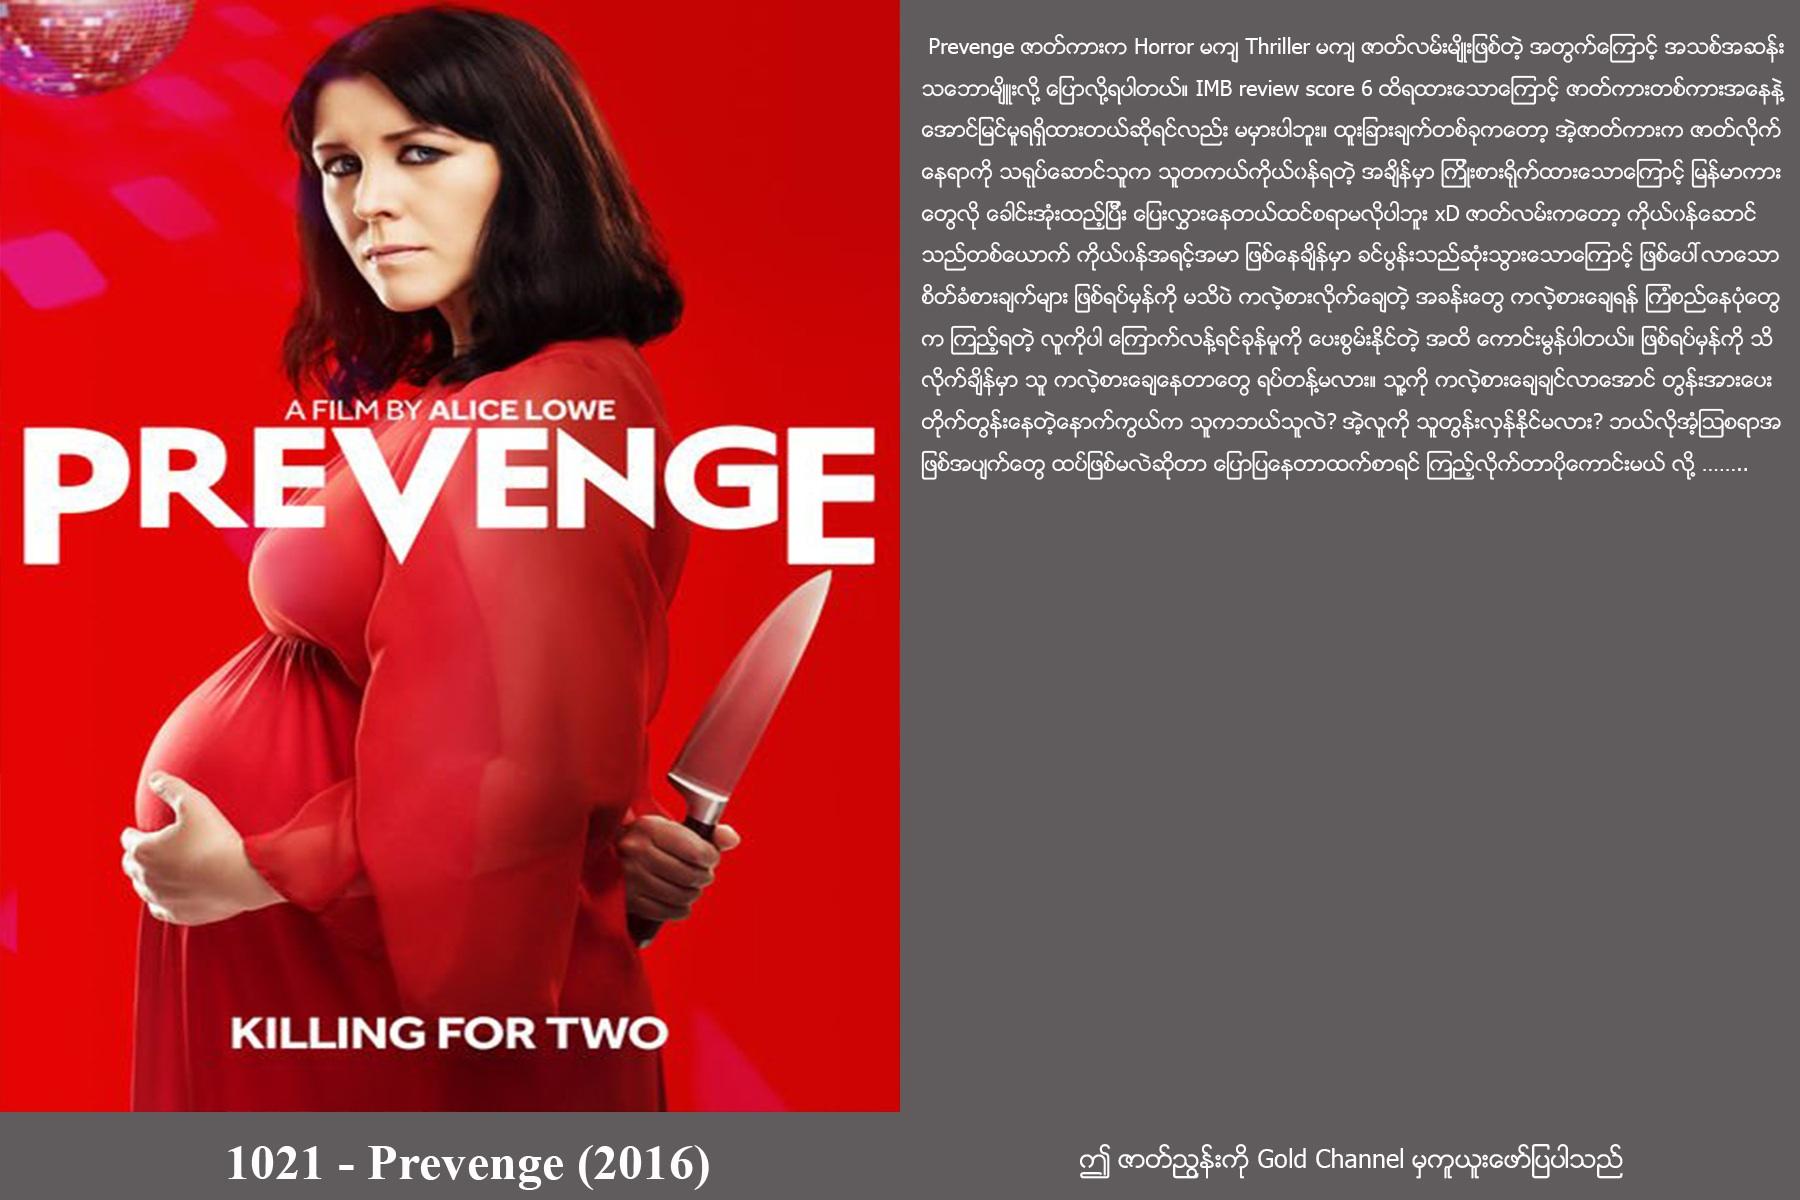 A FILM BY ALICE LOWE
PREVENGE
KILLING FOR TWO
1021 - Prevenge (2016)
Prevenge ဇာတ်ကားက Horror မကျ Thriller မကျ ဇာတ်လမ်းမျိုးဖြစ်တဲ့ အတွက်ကြောင့် အသစ်အဆန်း
သဘောမျိူးလို့ ပြောလို့ရပါတယ်။ IMB review score 6 ထိရထားသောကြောင့် ဇာတ်ကားတစ်ကားအနေနဲ့
အောင်မြင်မူရရှိထားတယ်ဆိုရင်လည်း မမှားပါဘူး။ ထူးခြားချက်တစ်ခုကတော့ အဲ့ဇာတ်ကားက ဇာတ်လိုက်
နေရာကို သရုပ်ဆောင်သူက သူတကယ်ကိုယ်၀န်ရတဲ့ အချိန်မှာ ကြိုးစားရိုက်ထားသောကြောင့် မြန်မာကား
တွေလို ခေါင်းအုံးထည့်ပြီး ပြေးလွှားနေတယ်ထင်စရာမလိုပါဘူး xD ဇာတ်လမ်းကတော့ ကိုယ်၀န်ဆောင်
သည်တစ်ယောက် ကိုယ်၀န်အရင့်အမာ ဖြစ်နေချိန်မှာ ခင်ပွန်းသည်ဆုံးသွားသောကြောင့် ဖြစ်ပေါ်လာသော
စိတ်ခံစားချက်များ ဖြစ်ရပ်မှန်ကို မသိပဲ ကလဲ့စားလိုက်ချေတဲ့ အခန်းတွေ ကလဲ့စားချေရန် ကြံစည်နေပုံတွေ
က ကြည့်ရတဲ့ လူကိုပါ ကြောက်လန့်ရင်ခုန်မူကို ပေးစွမ်းနိုင်တဲ့ အထိ ကောင်းမွန်ပါတယ်။ ဖြစ်ရပ်မှန်ကို သိ
လိုက်ချိန်မှာ သူ ကလဲ့စားချေနေတာတွေ ရပ်တန့်မလား။ သူ့ကို ကလဲ့စားချေချင်လာအောင် တွန်းအားပေး
တိုက်တွန်းနေတဲ့နောက်ကွယ်က သူကဘယ်သူလဲ? အဲ့လူကို သူတွန်းလှန်နိုင်မလား? ဘယ်လိုအံ့ဩစရာအ
ဖြစ်အပျက်တွေ ထပ်ဖြစ်မလဲဆိုတာ ပြောပြနေတာထက်စာရင် ကြည့်လိုက်တာပိုကောင်းမယ် လို့ ........
ဤ ဇာတ်ညွှန်းကို Gold Channel မှကူယူးဖော်ပြပါသည်